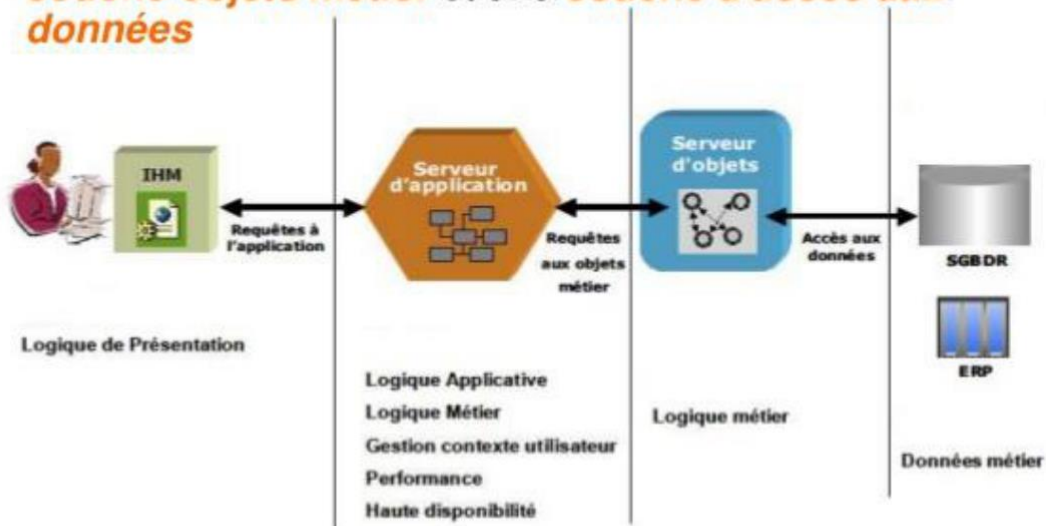 données
IHM
Serveur
d'application
Serveur
d'objets
Requêtes à
l'application
Requêtes
aux objets
métier
Accès aux
données
SGBDR
ERP
Logique de Présentation
Logique Applicative
Logique Métier
Gestion contexte utilisateur
Performance
Haute disponibilité
Logique métier
Données métier